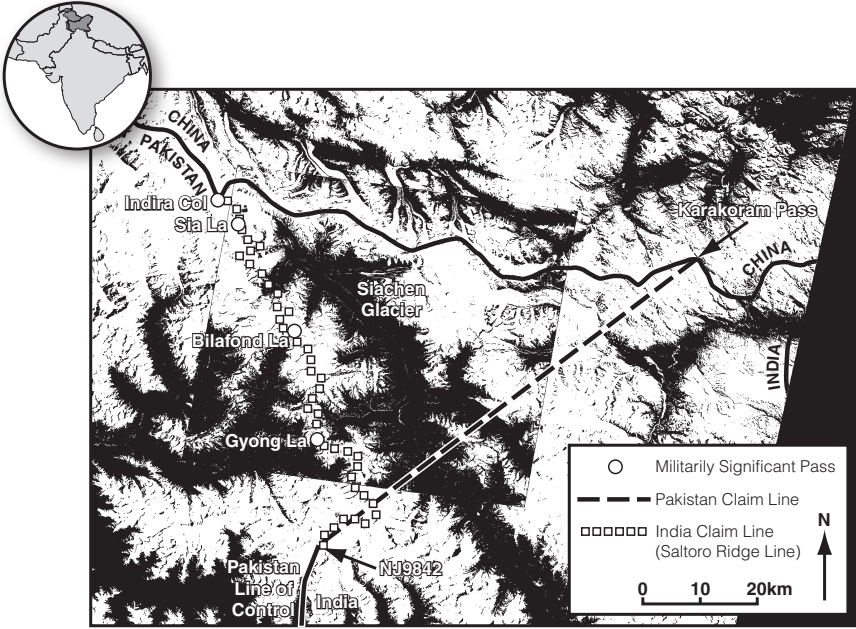 CHINA
PAKISTAN
Indira Col
Sia La
Karakoram Pass
CHINA
Siachen
Glacier
Bilafond La
INDIA
Gyong La
Militarily Significant Pass
Pakistan Claim Line
India Claim Line
(Saltoro Ridge Line)
N
0 10 20km
NJ9842
Pakistan
Line of
Control
India